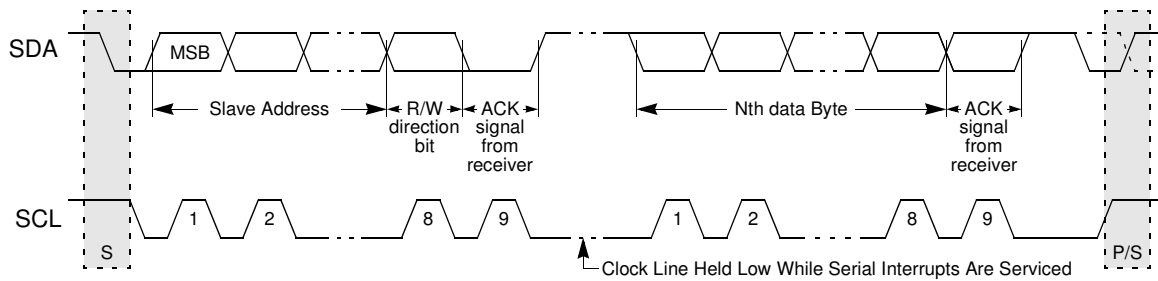 SDA
MSB
Slave Address
R/W
direction
bit
ACK
signal
from
receiver
Nth data Byte
ACK
signal
from
receiver
SCL
S
1
2
8
9
1
2
8
9
P/S
Clock Line Held Low While Serial Interrupts Are Serviced